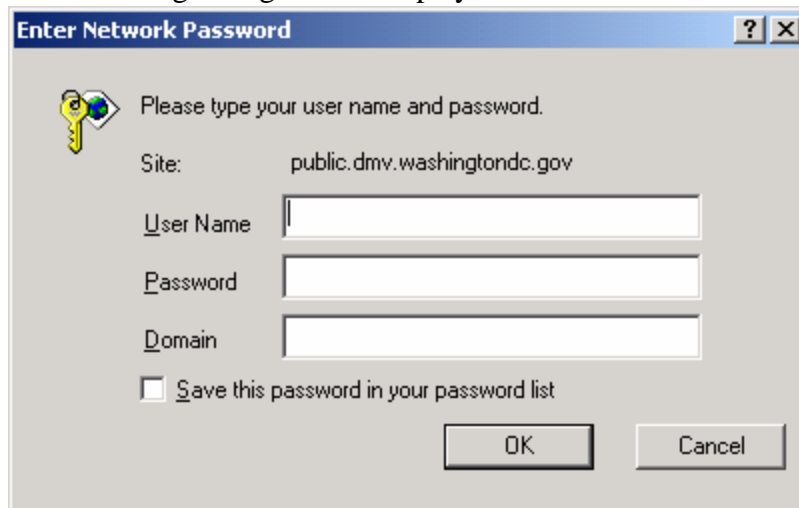 Enter Network Password
Please type your user name and password.
Site: public.dmv.washingtondc.gov
User Name
Password
Domain
Save this password in your password list
OK Cancel